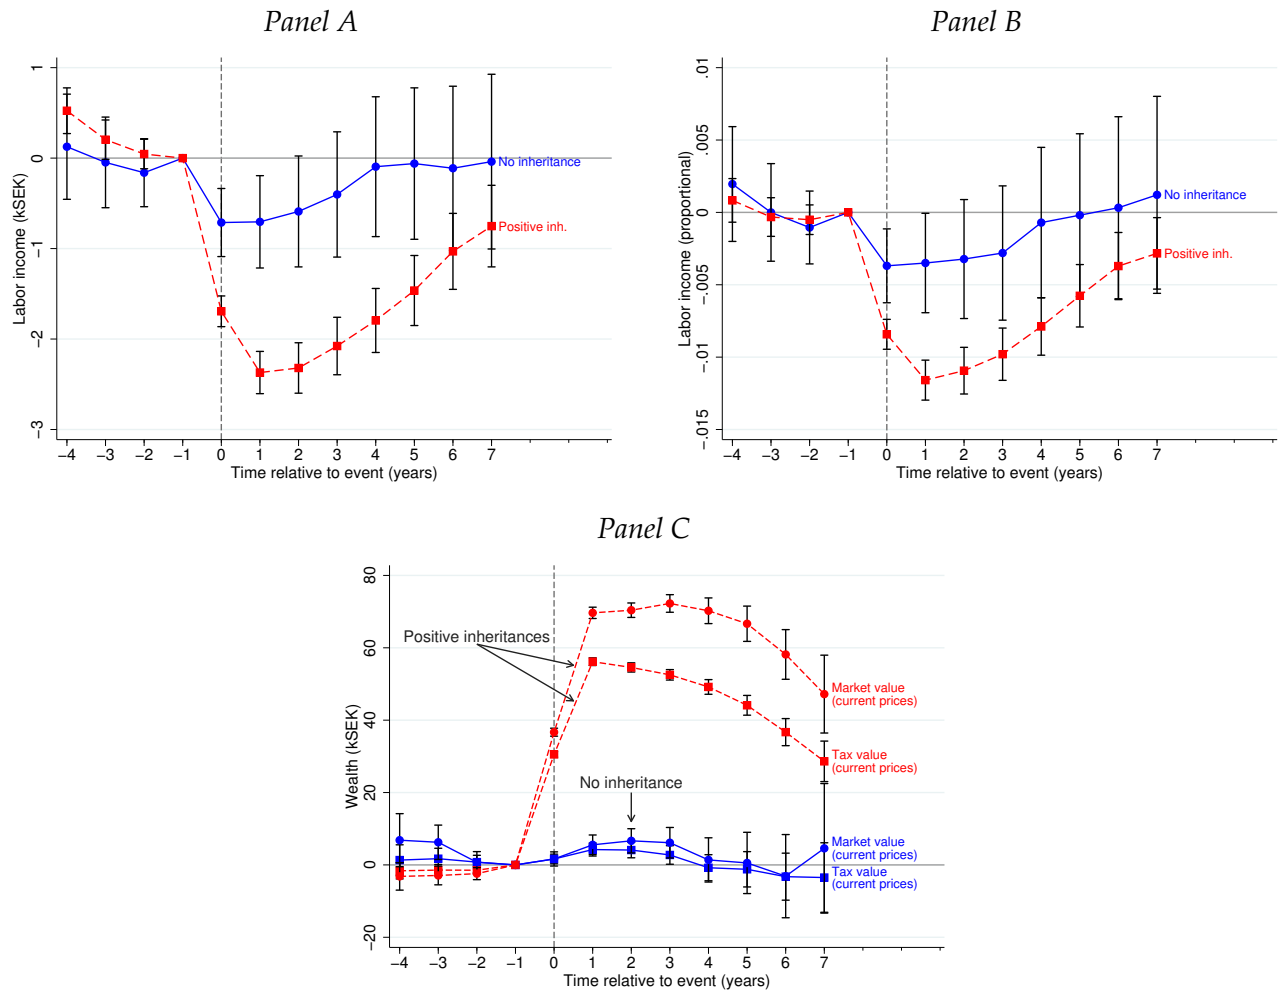 Panel A
Labor income (kSEK)
1
0
−1
−2
−3
No inheritance
Positive inh.
−4 −3 −2 −1 0 1 2 3 4 5 6 7
Time relative to event (years)
Panel B
Labor income (proportional)
.01
.005
0
−.005
−.01
−.015
No inheritance
Positive inh.
−4 −3 −2 −1 0 1 2 3 4 5 6 7
Time relative to event (years)
Panel C
Wealth (kSEK)
80
60
40
20
0
−20
Positive inheritances
No inheritance
Market value
(current prices)
Tax value
(current prices)
Market value
(current prices)
Tax value
(current prices)
−4 −3 −2 −1 0 1 2 3 4 5 6 7
Time relative to event (years)